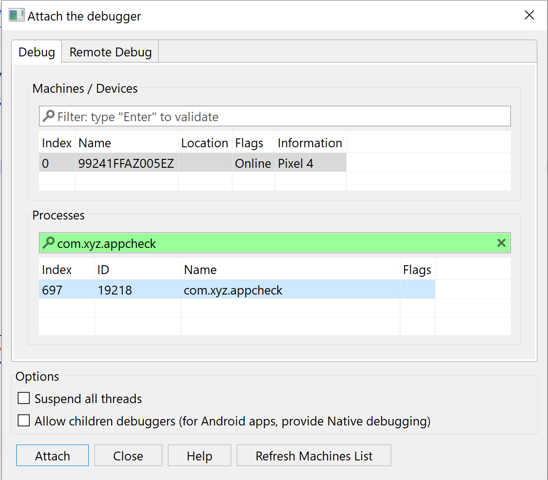 Attach the debugger
Debug Remote Debug
Machines / Devices
Filter: type "Enter" to validate
Index Name Location Flags Information
0 99241FFAZ005EZ Online Pixel 4
Processes
com.xyz.appcheck
Index ID Name Flags
697 19218 com.xyz.appcheck
Options
Suspend all threads
Allow children debuggers (for Android apps, provide Native debugging)
Attach Close Help Refresh Machines List